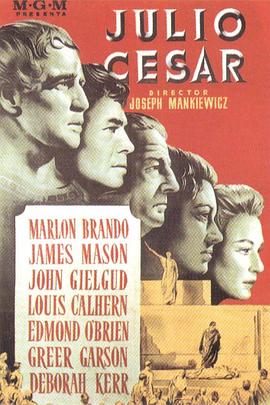 M·G·M
PRESENTA
JULIO
CESAR
DIRECTOR
JOSEPH MANKIEWICZ
MARLON BRANDO
JAMES MASON
JOHN GIELGUD
LOUIS CALHERN
EDMOND O'BRIEN
GREER GARSON
DEBORAH KERR